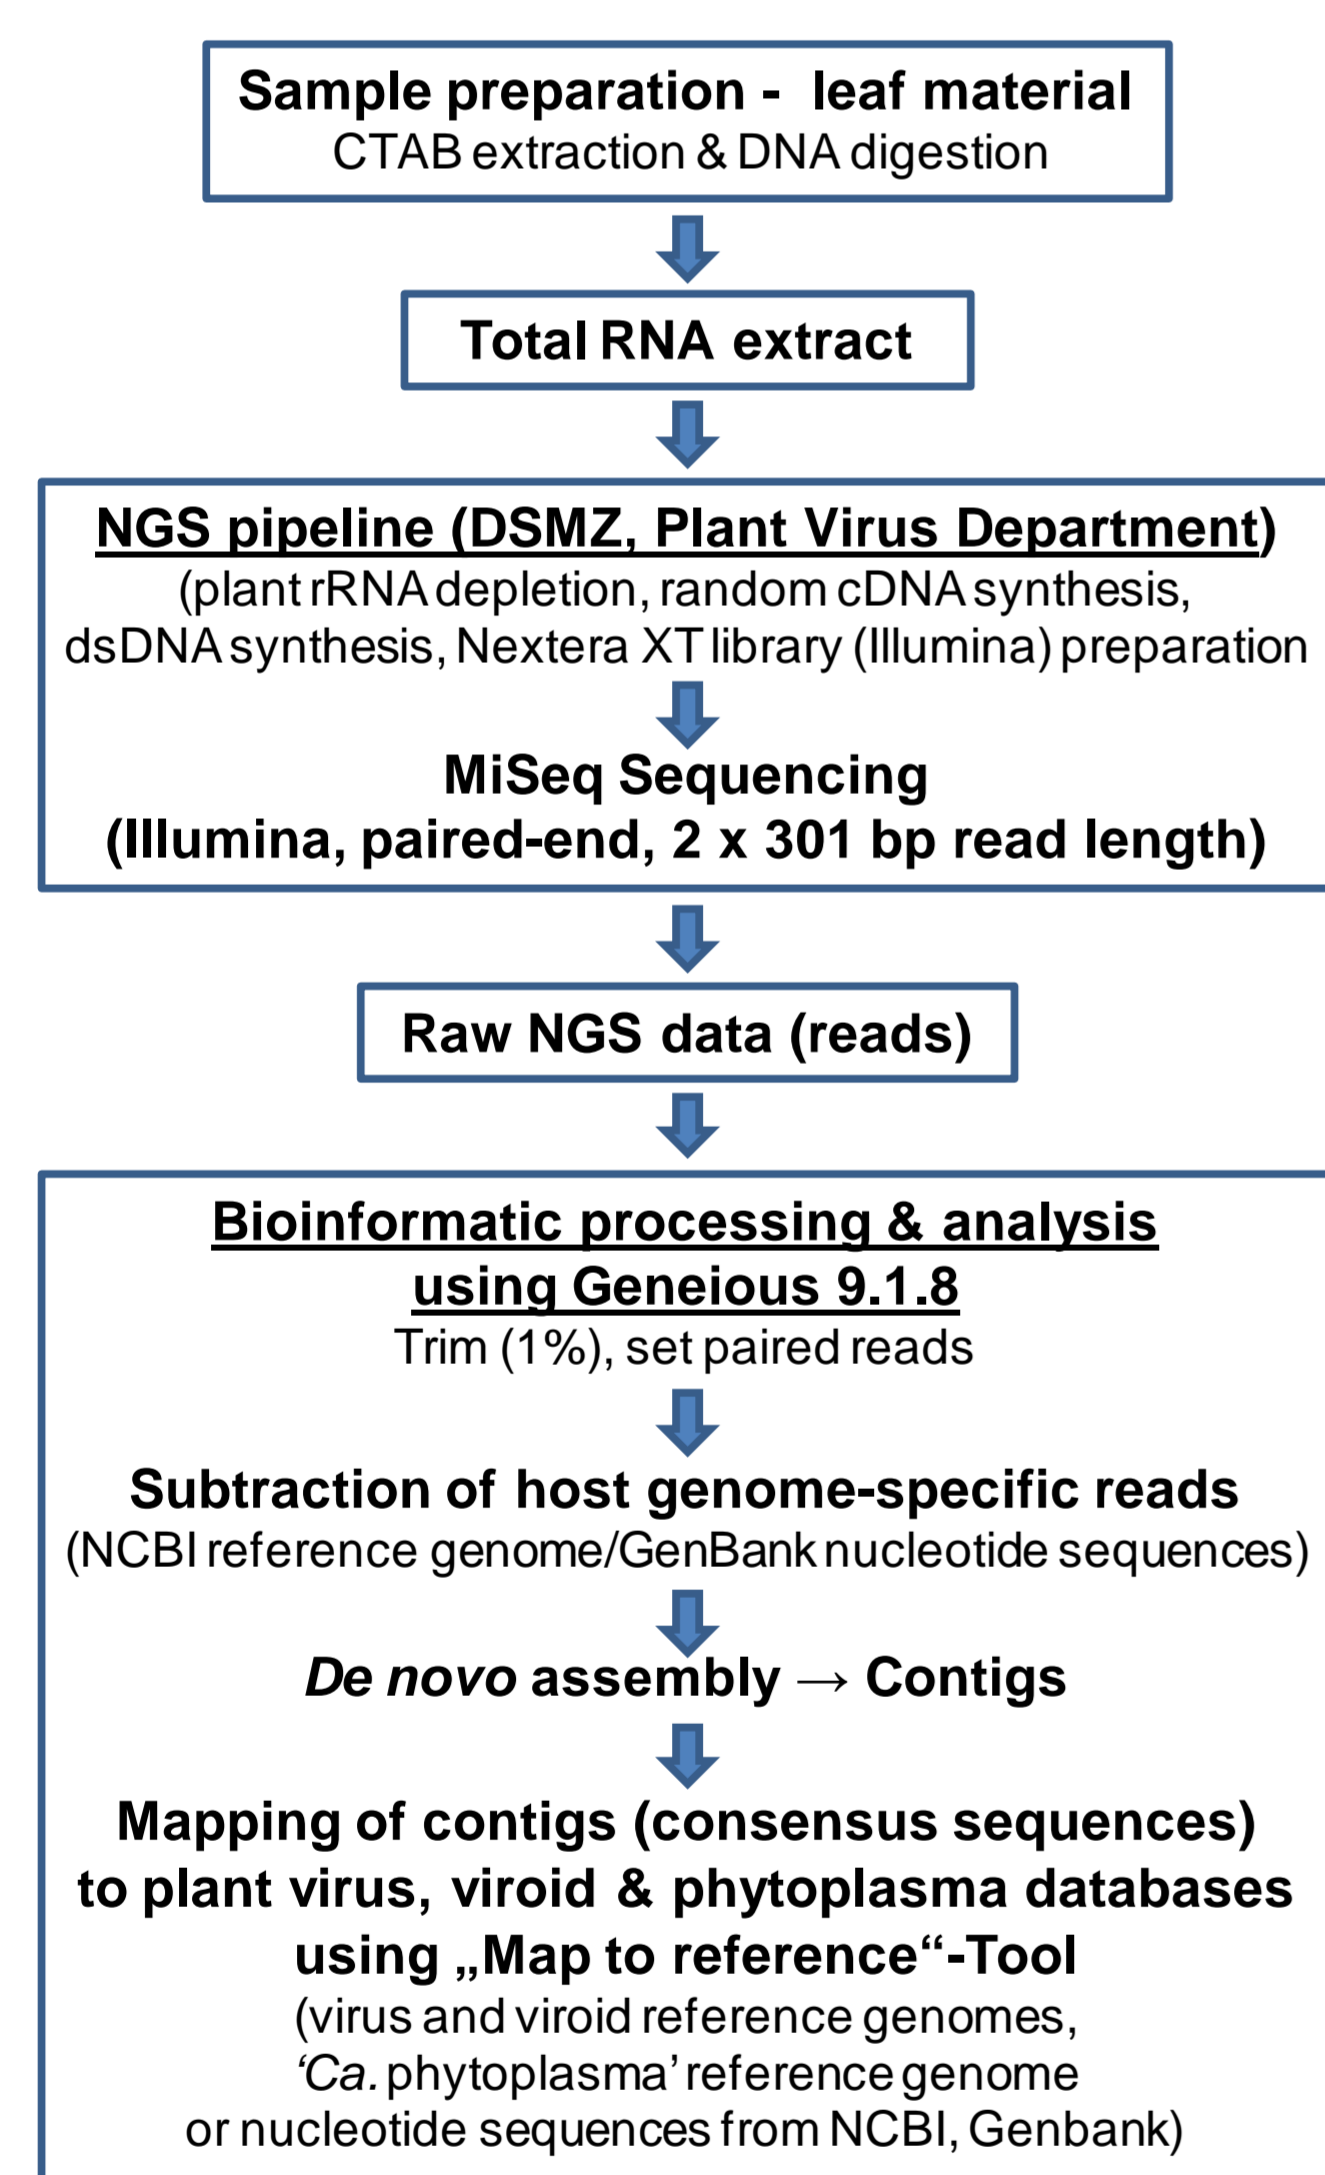 Sample preparation -  leaf material
CTAB extraction & DNA digestion
Total RNA extract
NGS pipeline (DSMZ, Plant Virus Department)
(plant rRNA depletion, random cDNA synthesis,
dsDNA synthesis, Nextera XT library (Illumina) preparation
MiSeq Sequencing
(Illumina, paired-end, 2 x 301 bp read length)
Raw NGS data (reads)
Bioinformatic processing & analysis
using Geneious 9.1.8
Trim (1%), set paired reads
Subtraction of host genome-specific reads
(NCBI reference genome/GenBank nucleotide sequences)
De novo assembly → Contigs
Mapping of contigs (consensus sequences)
to plant virus, viroid & phytoplasma databases
using „Map to reference“-Tool
(virus and viroid reference genomes,
‘Ca. phytoplasma’ reference genome
or nucleotide sequences from NCBI, Genbank)